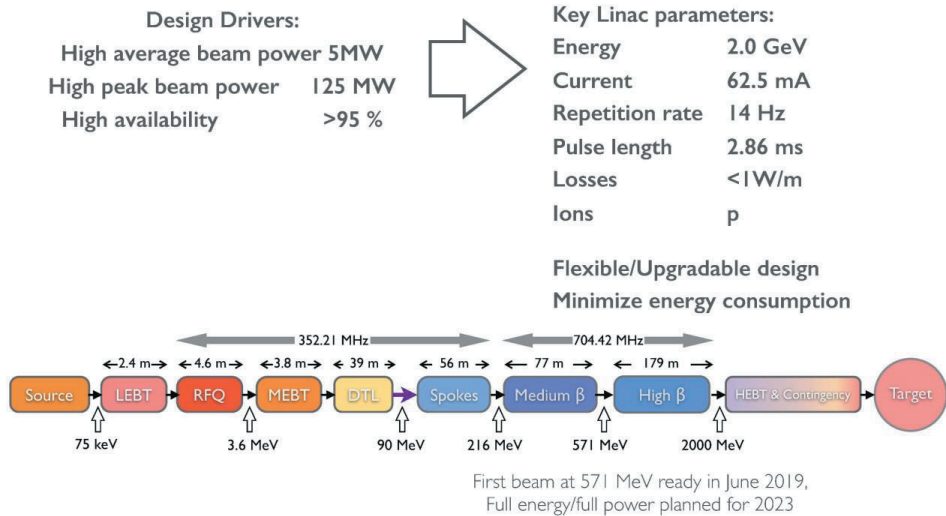 Design Drivers:
High average beam power 5MW
High peak beam power 125 MW
High availability >95 %
Key Linac parameters:
Energy 2.0 GeV
Current 62.5 mA
Repetition rate 14 Hz
Pulse length 2.86 ms
Losses <1W/m
Ions p
Flexible/Upgradable design
Minimize energy consumption
352.21 MHz 704.42 MHz
2.4 m 4.6 m 3.8 m 39 m 56 m 77 m 179 m
Source LEBT RFQ MEBT DTL Spokes Medium β High β HEBT & Contingency Target
75 keV 3.6 MeV 90 MeV 216 MeV 571 MeV 2000 MeV
First beam at 571 MeV ready in June 2019,
Full energy/full power planned for 2023